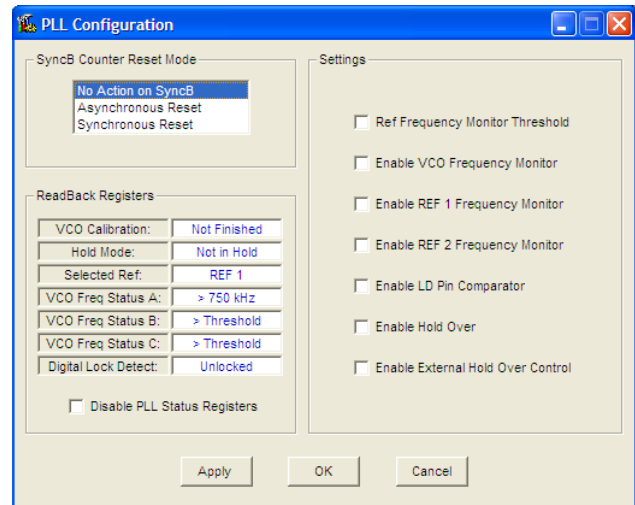 PLL Configuration
SyncB Counter Reset Mode
No Action on SyncB
Asynchronous Reset
Synchronous Reset
ReadBack Registers
VCO Calibration: Not Finished
Hold Mode: Not in Hold
Selected Ref: REF 1
VCO Freq Status A: > 750 kHz
VCO Freq Status B: > Threshold
VCO Freq Status C: > Threshold
Digital Lock Detect: Unlocked
Disable PLL Status Registers
Settings
Ref Frequency Monitor Threshold
Enable VCO Frequency Monitor
Enable REF 1 Frequency Monitor
Enable REF 2 Frequency Monitor
Enable LD Pin Comparator
Enable Hold Over
Enable External Hold Over Control
Apply OK Cancel